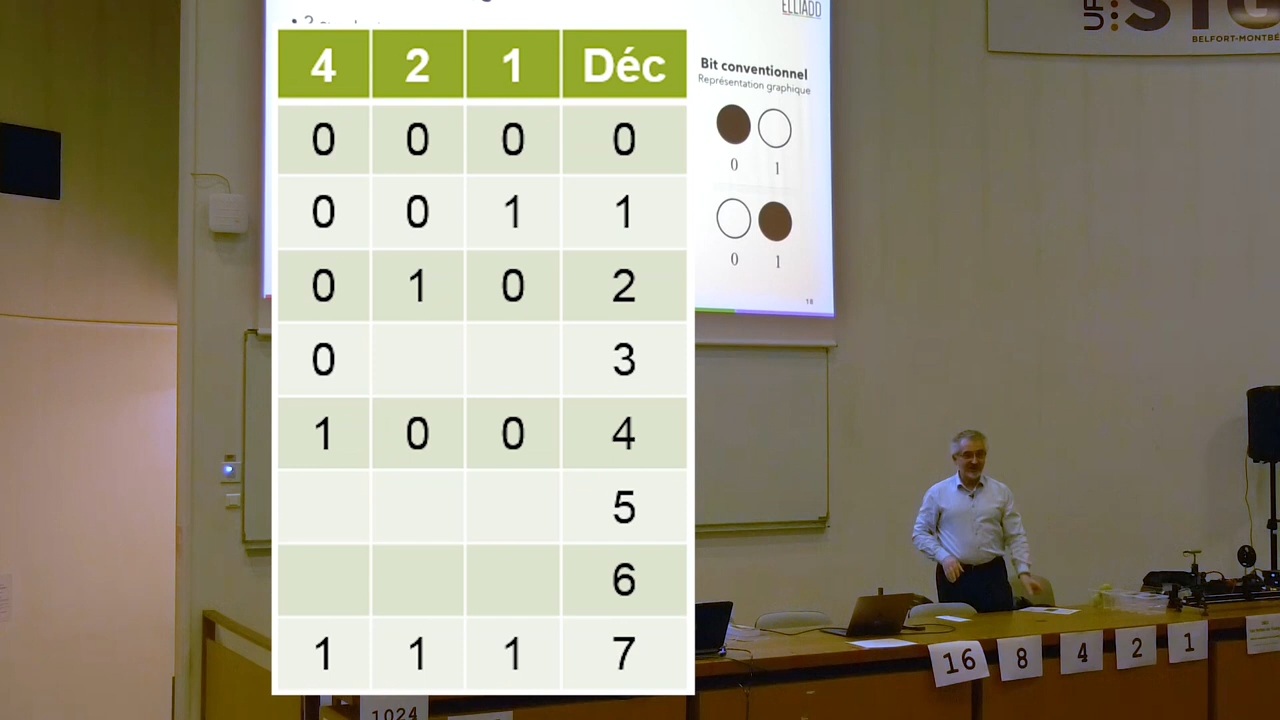 ELLIADD
STG
BELFORT-MONTBÉ
4 2 1 Déc
0 0 0 0
0 0 1 1
0 1 0 2
0 3
1 0 0 4
5
6
1 1 1 7
Bit conventionnel
Représentation graphique
0 1
0 1
18
16
8
4
2
1
1024